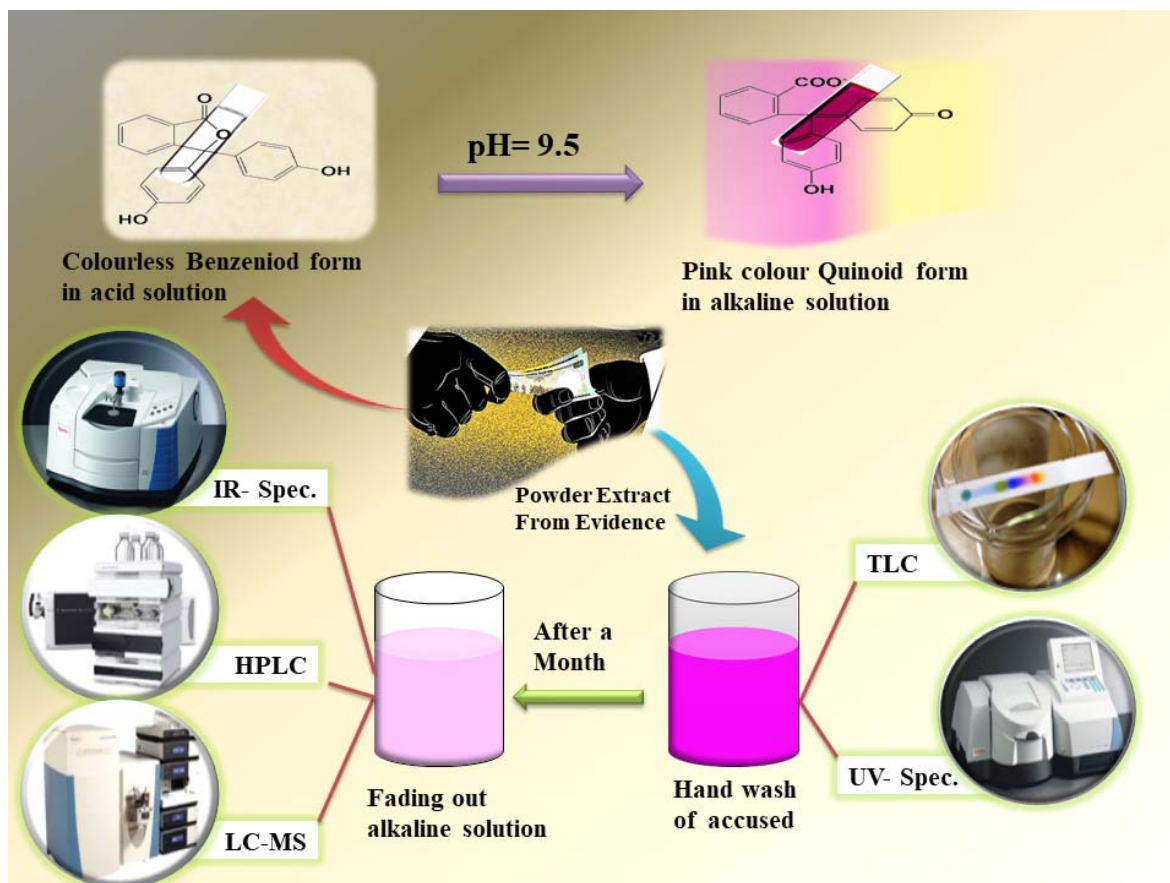 O
O
OH
HO
pH= 9.5
COO-
O
OH
Colourless Benzeniod form
in acid solution
Pink colour Quinoid form
in alkaline solution
Powder Extract
From Evidence
IR- Spec.
HPLC
LC-MS
After a
Month
TLC
UV- Spec.
Fading out
alkaline solution
Hand wash
of accused